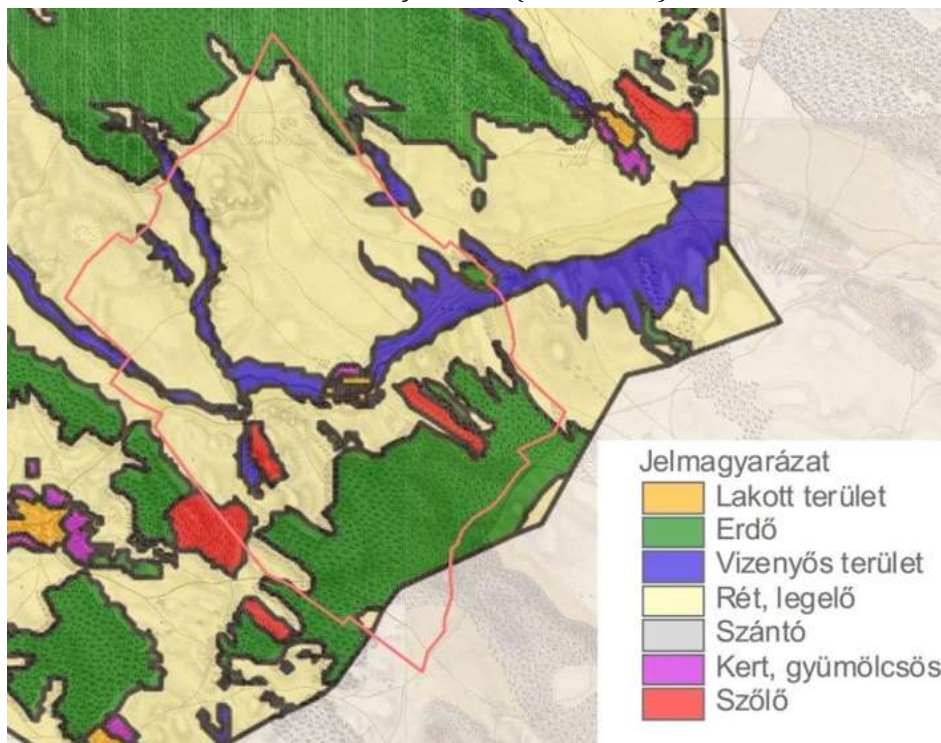 Jelmagyarázat
Lakott terület
Erdő
Vizenyős terület
Rét, legelő
Szántó
Kert, gyümölcsös
Szőlő